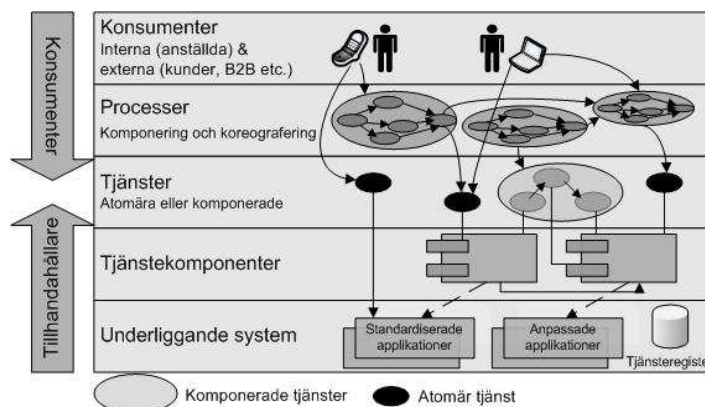 Konsumenter
Konsumenter
Interna (anställda) &
externa (kunder, B2B etc.)
Processer
Komponering och koreografering
Tjänster
Atomära eller komponerade
Tillhandahållare
Tjänstekomponenter
Underliggande system
Standardiserade
applikationer
Anpassade
applikationer
Tjänsteregister
Komponerade tjänster
Atomär tjänst